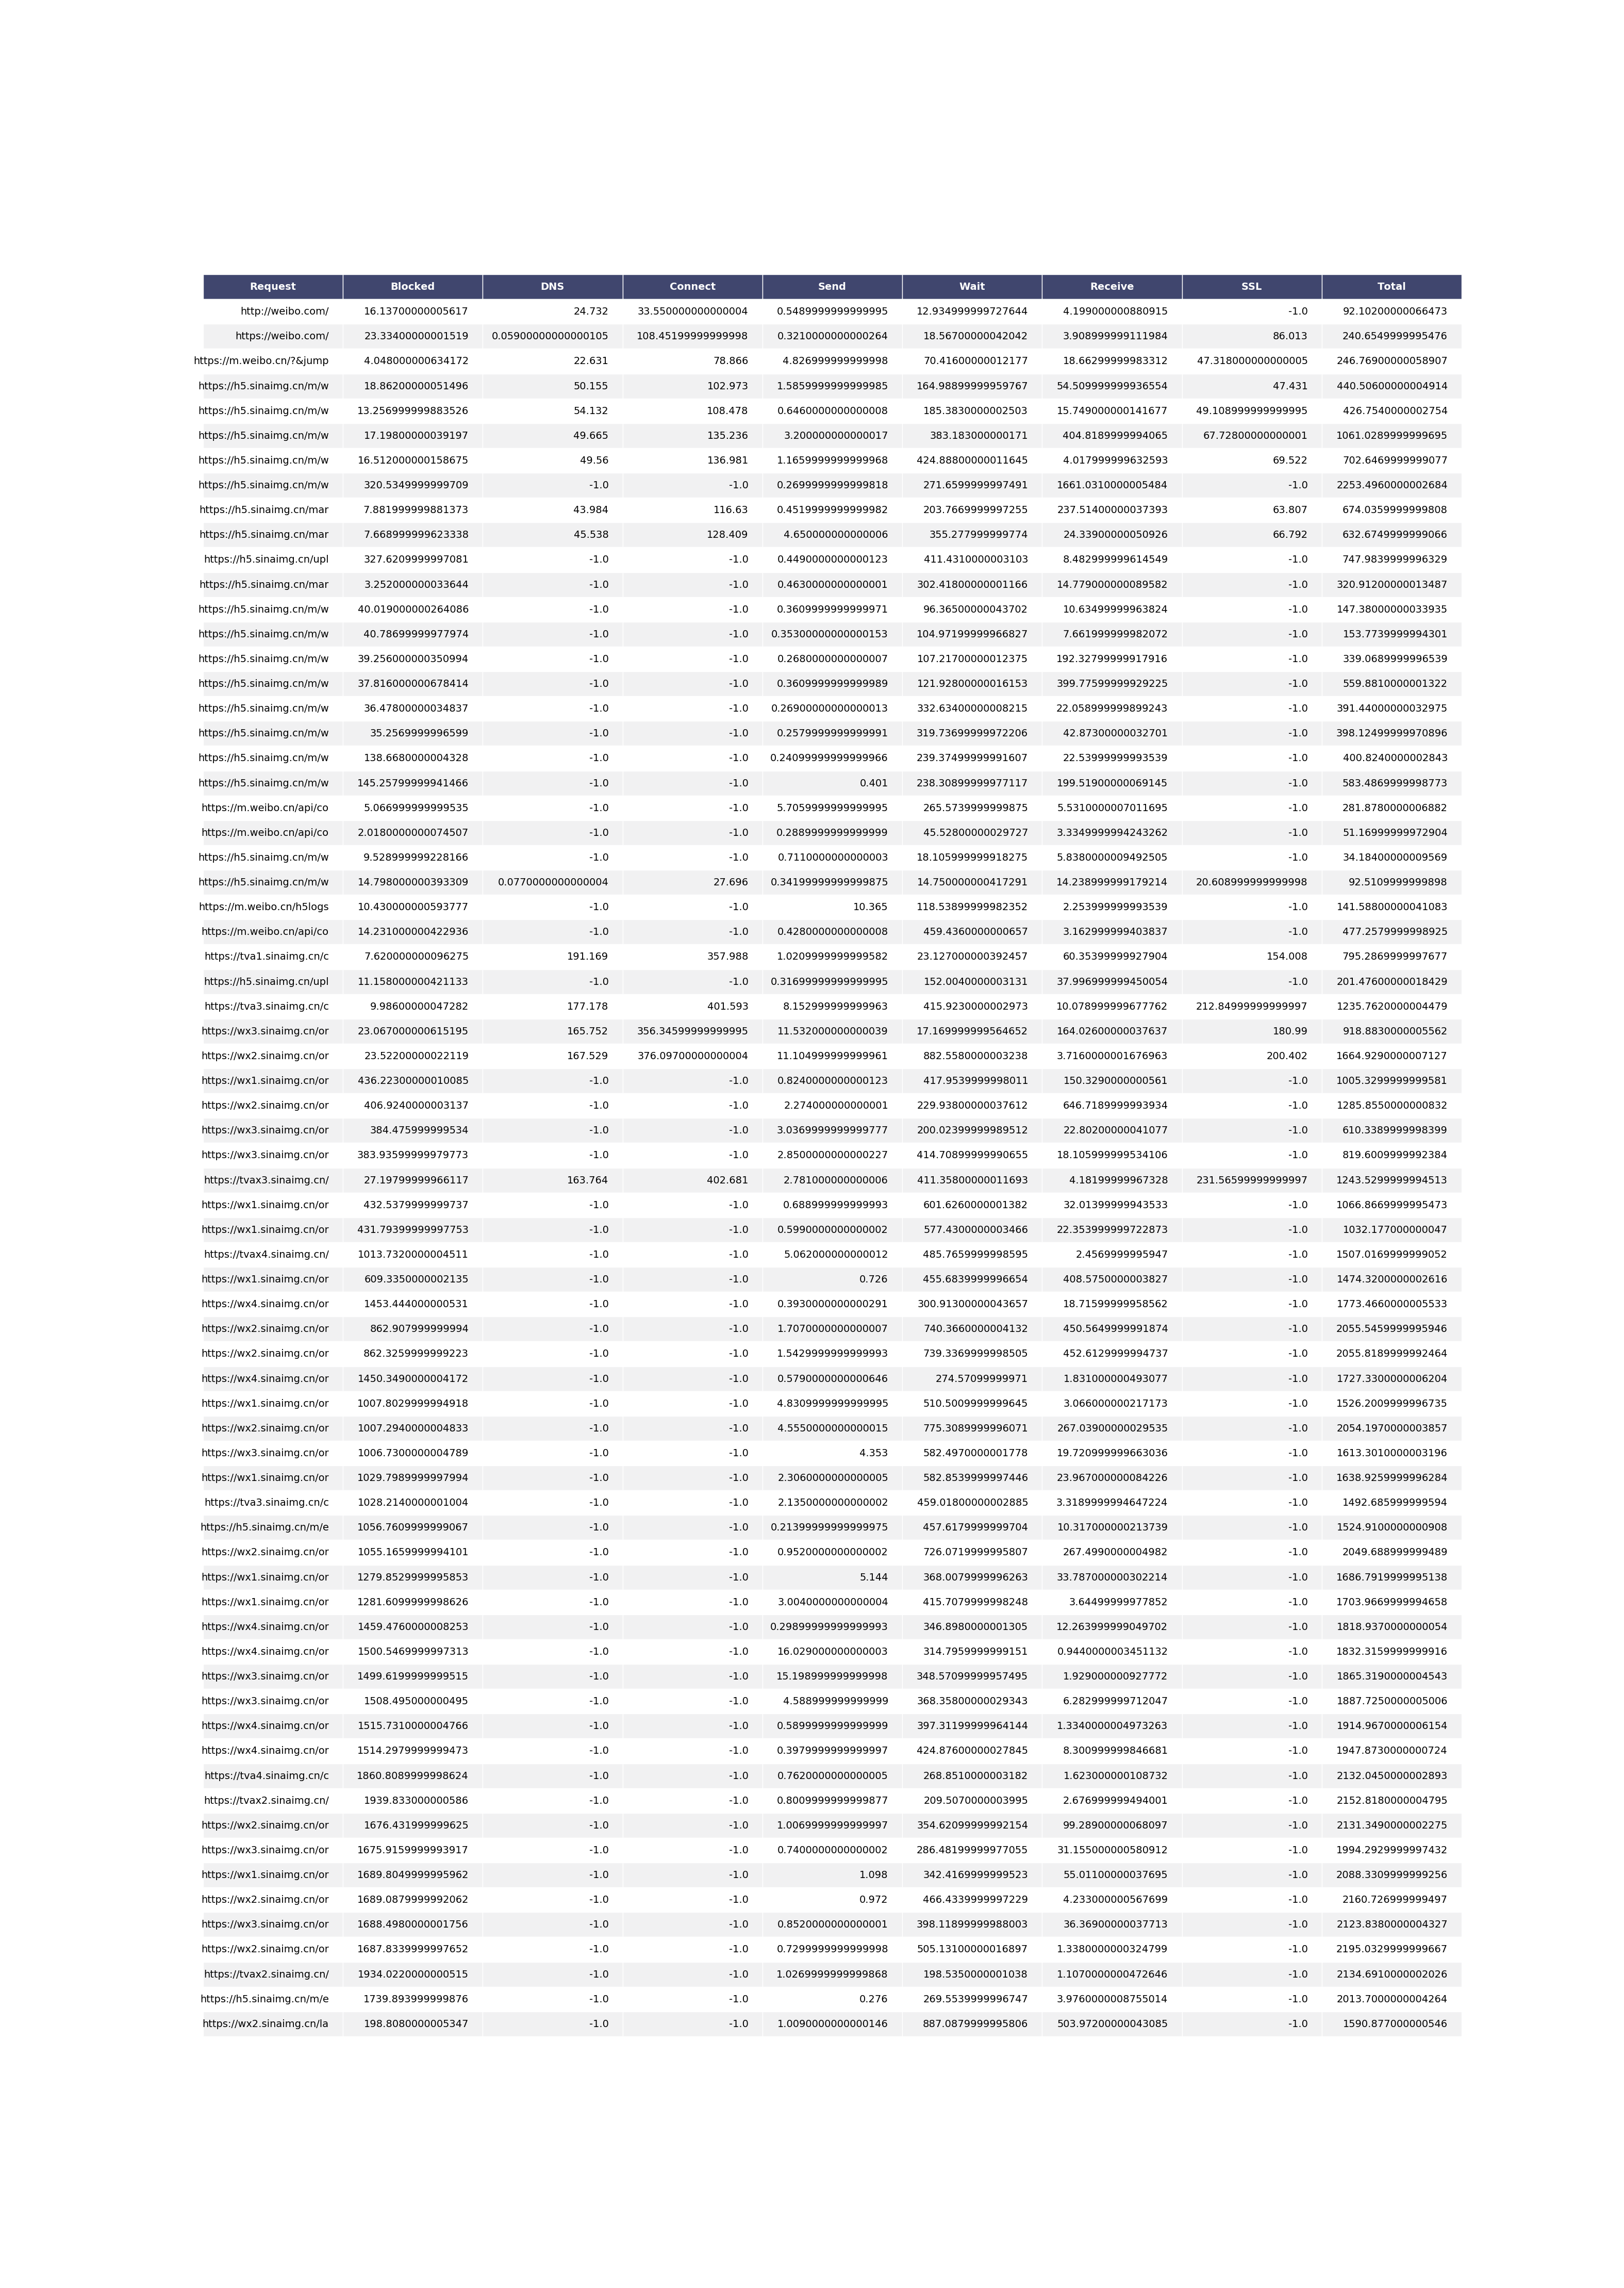 Request Blocked DNS Connect Send Wait Receive SSL Total
http://weibo.com/ 16.13700000005617 24.732 33.550000000000004 0.5489999999999995 12.934999999727644 4.199000000880915 -1.0 92.10200000066473
https://weibo.com/ 23.33400000001519 0.05900000000000105 108.45199999999998 0.3210000000000264 18.56700000042042 3.908999999111984 86.013 240.6549999995476
https://m.weibo.cn/?&jump 4.048000000634172 22.631 78.866 4.826999999999998 70.41600000012177 18.66299999983312 47.318000000000005 246.76900000058907
https://h5.sinaimg.cn/m/w 18.86200000051496 50.155 102.973 1.5859999999999985 164.98899999959767 54.509999999936554 47.431 440.50600000004914
https://h5.sinaimg.cn/m/w 13.256999999883526 54.132 108.478 0.6460000000000008 185.3830000002503 15.749000000141677 49.108999999999995 426.7540000002754
https://h5.sinaimg.cn/m/w 17.19800000039197 49.665 135.236 3.200000000000017 383.183000000171 404.8189999994065 67.72800000000001 1061.0289999999695
https://h5.sinaimg.cn/m/w 16.512000000158675 49.56 136.981 1.1659999999999968 424.88800000011645 4.017999999632593 69.522 702.6469999999077
https://h5.sinaimg.cn/m/w 320.5349999999709 -1.0 -1.0 0.2699999999999818 271.6599999997491 1661.0310000005484 -1.0 2253.4960000002684
https://h5.sinaimg.cn/mar 7.881999999881373 43.984 116.63 0.4519999999999982 203.7669999997255 237.51400000037393 63.807 674.0359999999808
https://h5.sinaimg.cn/mar 7.668999999623338 45.538 128.409 4.650000000000006 355.277999999774 24.33900000050926 66.792 632.6749999999066
https://h5.sinaimg.cn/upl 327.6209999997081 -1.0 -1.0 0.4490000000000123 411.4310000003103 8.482999999614549 -1.0 747.9839999996329
https://h5.sinaimg.cn/mar 3.252000000033644 -1.0 -1.0 0.4630000000000001 302.41800000001166 14.779000000089582 -1.0 320.91200000013487
https://h5.sinaimg.cn/m/w 40.019000000264086 -1.0 -1.0 0.3609999999999971 96.36500000043702 10.63499999963824 -1.0 147.38000000033935
https://h5.sinaimg.cn/m/w 40.78699999977974 -1.0 -1.0 0.35300000000000153 104.97199999966827 7.661999999982072 -1.0 153.7739999994301
https://h5.sinaimg.cn/m/w 39.256000000350994 -1.0 -1.0 0.2680000000000007 107.21700000012375 192.32799999917916 -1.0 339.0689999996539
https://h5.sinaimg.cn/m/w 37.816000000678414 -1.0 -1.0 0.3609999999999989 121.92800000016153 399.77599999929225 -1.0 559.8810000001322
https://h5.sinaimg.cn/m/w 36.47800000034837 -1.0 -1.0 0.26900000000000013 332.63400000008215 22.058999999899243 -1.0 391.44000000032975
https://h5.sinaimg.cn/m/w 35.2569999996599 -1.0 -1.0 0.2579999999999991 319.73699999972206 42.87300000032701 -1.0 398.12499999970896
https://h5.sinaimg.cn/m/w 138.6680000004328 -1.0 -1.0 0.24099999999999966 239.37499999991607 22.53999999993539 -1.0 400.8240000002843
https://h5.sinaimg.cn/m/w 145.25799999941466 -1.0 -1.0 0.401 238.30899999977117 199.51900000069145 -1.0 583.4869999998773
https://m.weibo.cn/api/co 5.066999999999535 -1.0 -1.0 5.7059999999999995 265.5739999999875 5.5310000007011695 -1.0 281.8780000006882
https://m.weibo.cn/api/co 2.0180000000074507 -1.0 -1.0 0.2889999999999999 45.52800000029727 3.3349999994243262 -1.0 51.16999999972904
https://h5.sinaimg.cn/m/w 9.528999999228166 -1.0 -1.0 0.7110000000000003 18.105999999918275 5.8380000009492505 -1.0 34.18400000009569
https://h5.sinaimg.cn/m/w 14.798000000393309 0.0770000000000004 27.696 0.34199999999999875 14.750000000417291 14.238999999179214 20.608999999999998 92.5109999999898
https://m.weibo.cn/h5logs 10.430000000593777 -1.0 -1.0 10.365 118.53899999982352 2.253999999993539 -1.0 141.58800000041083
https://m.weibo.cn/api/co 14.231000000422936 -1.0 -1.0 0.4280000000000008 459.4360000000657 3.162999999403837 -1.0 477.2579999998925
https://tva1.sinaimg.cn/c 7.620000000096275 191.169 357.988 1.0209999999999582 23.127000000392457 60.35399999927904 154.008 795.2869999997677
https://h5.sinaimg.cn/upl 11.158000000421133 -1.0 -1.0 0.31699999999999995 152.0040000003131 37.996999999450054 -1.0 201.47600000018429
https://tva3.sinaimg.cn/c 9.98600000047282 177.178 401.593 8.152999999999963 415.9230000002973 10.078999999677762 212.84999999999997 1235.7620000004479
https://wx3.sinaimg.cn/or 23.067000000615195 165.752 356.34599999999995 11.532000000000039 17.169999999564652 164.02600000037637 180.99 918.8830000005562
https://wx2.sinaimg.cn/or 23.52200000022119 167.529 376.09700000000004 11.104999999999961 882.5580000003238 3.7160000001676963 200.402 1664.9290000007127
https://wx1.sinaimg.cn/or 436.22300000010085 -1.0 -1.0 0.8240000000000123 417.9539999998011 150.3290000000561 -1.0 1005.3299999999581
https://wx2.sinaimg.cn/or 406.9240000003137 -1.0 -1.0 2.274000000000001 229.93800000037612 646.7189999993934 -1.0 1285.8550000000832
https://wx3.sinaimg.cn/or 384.475999999534 -1.0 -1.0 3.0369999999999777 200.02399999989512 22.80200000041077 -1.0 610.3389999998399
https://wx3.sinaimg.cn/or 383.93599999979773 -1.0 -1.0 2.8500000000000227 414.70899999990655 18.105999999534106 -1.0 819.6009999992384
https://tvax3.sinaimg.cn/ 27.19799999966117 163.764 402.681 2.781000000000006 411.35800000011693 4.18199999967328 231.56599999999997 1243.5299999994513
https://wx1.sinaimg.cn/or 432.5379999999737 -1.0 -1.0 0.688999999999993 601.6260000001382 32.01399999943533 -1.0 1066.8669999995473
https://wx1.sinaimg.cn/or 431.79399999997753 -1.0 -1.0 0.5990000000000002 577.4300000003466 22.353999999722873 -1.0 1032.177000000047
https://tvax4.sinaimg.cn/ 1013.7320000004511 -1.0 -1.0 5.062000000000012 485.7659999998595 2.4569999995947 -1.0 1507.0169999999052
https://wx1.sinaimg.cn/or 609.3350000002135 -1.0 -1.0 0.726 455.6839999996654 408.5750000003827 -1.0 1474.3200000002616
https://wx4.sinaimg.cn/or 1453.444000000531 -1.0 -1.0 0.3930000000000291 300.91300000043657 18.71599999958562 -1.0 1773.4660000005533
https://wx2.sinaimg.cn/or 862.907999999994 -1.0 -1.0 1.7070000000000007 740.3660000004132 450.5649999991874 -1.0 2055.5459999995946
https://wx2.sinaimg.cn/or 862.3259999999223 -1.0 -1.0 1.5429999999999993 739.3369999998505 452.6129999994737 -1.0 2055.8189999992464
https://wx4.sinaimg.cn/or 1450.3490000004172 -1.0 -1.0 0.5790000000000646 274.57099999971 1.831000000493077 -1.0 1727.3300000006204
https://wx1.sinaimg.cn/or 1007.8029999994918 -1.0 -1.0 4.8309999999999995 510.5009999999645 3.066000000217173 -1.0 1526.2009999996735
https://wx2.sinaimg.cn/or 1007.2940000004833 -1.0 -1.0 4.5550000000000015 775.3089999996071 267.03900000029535 -1.0 2054.1970000003857
https://wx3.sinaimg.cn/or 1006.7300000004789 -1.0 -1.0 4.353 582.4970000001778 19.720999999663036 -1.0 1613.3010000003196
https://wx1.sinaimg.cn/or 1029.7989999997994 -1.0 -1.0 2.3060000000000005 582.8539999997446 23.967000000084226 -1.0 1638.9259999996284
https://tva3.sinaimg.cn/c 1028.2140000001004 -1.0 -1.0 2.1350000000000002 459.01800000002885 3.3189999994647224 -1.0 1492.685999999594
https://h5.sinaimg.cn/m/e 1056.7609999999067 -1.0 -1.0 0.21399999999999975 457.6179999999704 10.317000000213739 -1.0 1524.9100000000908
https://wx2.sinaimg.cn/or 1055.1659999994101 -1.0 -1.0 0.9520000000000002 726.0719999995807 267.4990000004982 -1.0 2049.688999999489
https://wx1.sinaimg.cn/or 1279.8529999995853 -1.0 -1.0 5.144 368.0079999996263 33.787000000302214 -1.0 1686.7919999995138
https://wx1.sinaimg.cn/or 1281.6099999998626 -1.0 -1.0 3.0040000000000004 415.7079999998248 3.64499999977852 -1.0 1703.9669999994658
https://wx4.sinaimg.cn/or 1459.4760000008253 -1.0 -1.0 0.29899999999999993 346.8980000001305 12.263999999049702 -1.0 1818.9370000000054
https://wx4.sinaimg.cn/or 1500.5469999997313 -1.0 -1.0 16.029000000000003 314.7959999999151 0.9440000003451132 -1.0 1832.3159999999916
https://wx3.sinaimg.cn/or 1499.6199999999515 -1.0 -1.0 15.198999999999998 348.57099999957495 1.929000000927772 -1.0 1865.3190000004543
https://wx3.sinaimg.cn/or 1508.495000000495 -1.0 -1.0 4.588999999999999 368.35800000029343 6.282999999712047 -1.0 1887.7250000005006
https://wx4.sinaimg.cn/or 1515.7310000004766 -1.0 -1.0 0.5899999999999999 397.31199999964144 1.3340000004973263 -1.0 1914.9670000006154
https://wx4.sinaimg.cn/or 1514.2979999999473 -1.0 -1.0 0.3979999999999997 424.87600000027845 8.300999999846681 -1.0 1947.8730000000724
https://tva4.sinaimg.cn/c 1860.8089999998624 -1.0 -1.0 0.7620000000000005 268.8510000003182 1.623000000108732 -1.0 2132.0450000002893
https://tvax2.sinaimg.cn/ 1939.833000000586 -1.0 -1.0 0.8009999999999877 209.5070000003995 2.676999999494001 -1.0 2152.8180000004795
https://wx2.sinaimg.cn/or 1676.431999999625 -1.0 -1.0 1.0069999999999997 354.62099999992154 99.28900000068097 -1.0 2131.3490000002275
https://wx3.sinaimg.cn/or 1675.9159999993917 -1.0 -1.0 0.7400000000000002 286.48199999977055 31.155000000580912 -1.0 1994.2929999997432
https://wx1.sinaimg.cn/or 1689.8049999995962 -1.0 -1.0 1.098 342.4169999999523 55.01100000037695 -1.0 2088.3309999999256
https://wx2.sinaimg.cn/or 1689.0879999992062 -1.0 -1.0 0.972 466.4339999997229 4.233000000567699 -1.0 2160.726999999497
https://wx3.sinaimg.cn/or 1688.4980000001756 -1.0 -1.0 0.8520000000000001 398.11899999988003 36.36900000037713 -1.0 2123.8380000004327
https://wx2.sinaimg.cn/or 1687.8339999997652 -1.0 -1.0 0.7299999999999998 505.13100000016897 1.3380000000324799 -1.0 2195.0329999999667
https://tvax2.sinaimg.cn/ 1934.0220000000515 -1.0 -1.0 1.0269999999999868 198.5350000001038 1.1070000000472646 -1.0 2134.6910000002026
https://h5.sinaimg.cn/m/e 1739.893999999876 -1.0 -1.0 0.276 269.5539999996747 3.9760000008755014 -1.0 2013.7000000004264
https://wx2.sinaimg.cn/la 198.8080000005347 -1.0 -1.0 1.0090000000000146 887.0879999995806 503.97200000043085 -1.0 1590.877000000546